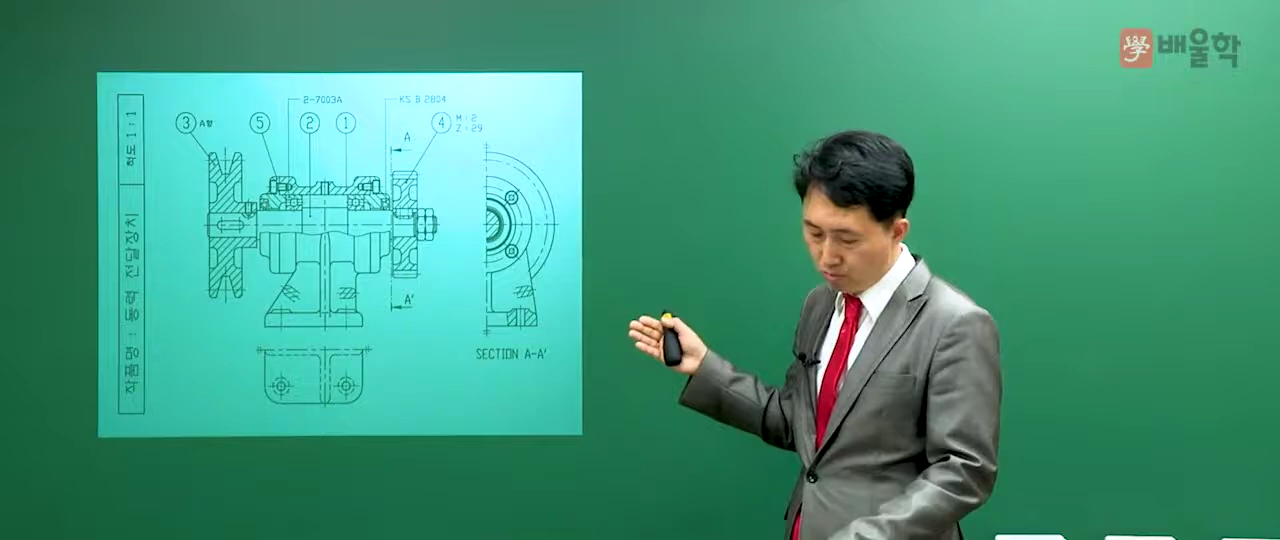 學 배울학
작품명 : 동력 전달장치
척도 1 : 1
2-7003A
KS B 2804
3 A형
5
2
1
4 M : 2
Z : 29
A
A'
SECTION A-A'